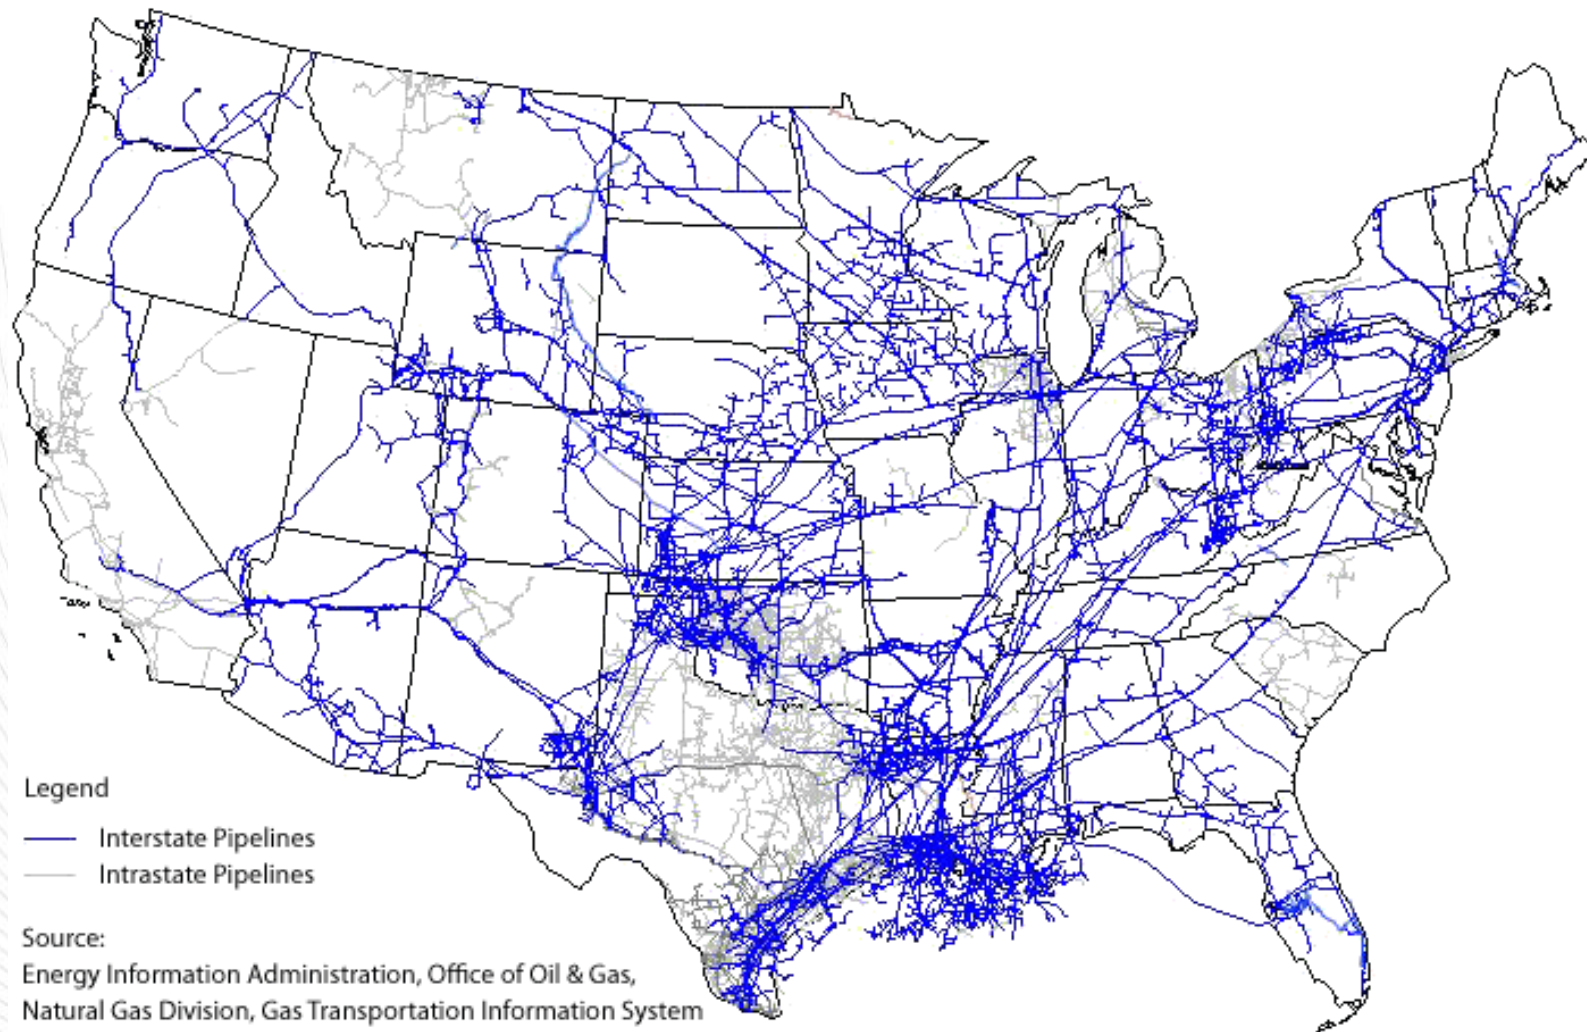 Legend
Interstate Pipelines
Intrastate Pipelines
Source:
Energy Information Administration, Office of Oil & Gas,
Natural Gas Division, Gas Transportation Information System